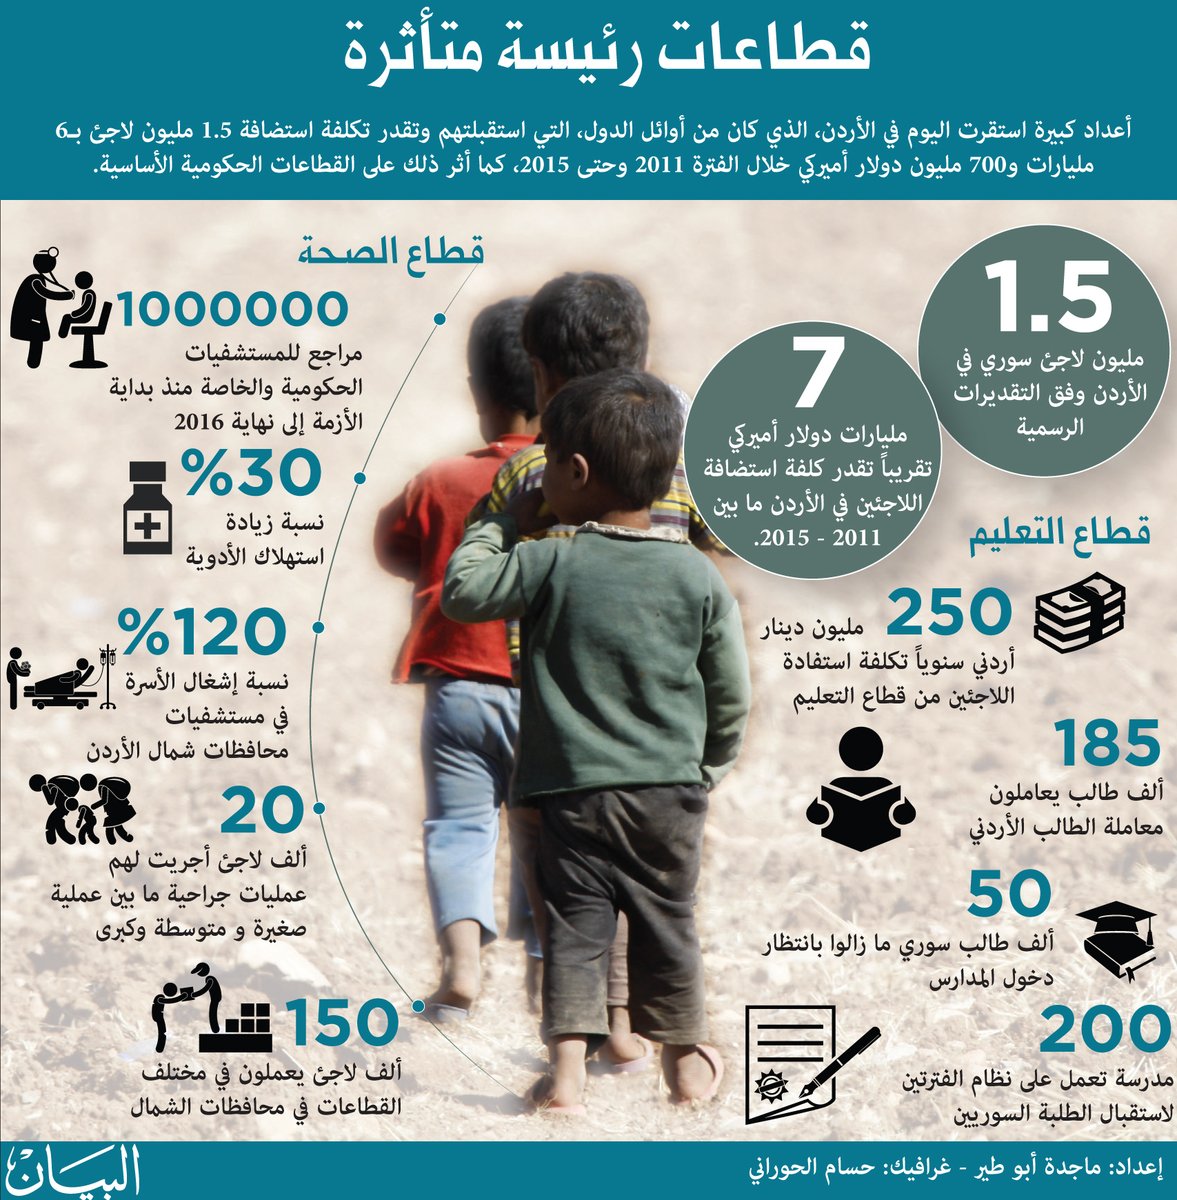 قطاعات رئيسة متأثرة
أعداد كبيرة استقرت اليوم في الأردن، الذي كان من أوائل الدول، التي استقبلتهم وتقدر تكلفة استضافة 1.5 مليون لاجئ بـ6
مليارات و700 مليون دولار أميركي خلال الفترة 2011 وحتى 2015، كما أثر ذلك على القطاعات الحكومية الأساسية.
1.5
مليون لاجئ سوري في
الأردن وفق التقديرات
الرسمية
7
مليارات دولار أميركي
تقريباً تقدر كلفة استضافة
اللاجئين في الأردن ما بين
2011 - 2015.
قطاع التعليم
250 مليون دينار
أردني سنوياً تكلفة استفادة
اللاجئين من قطاع التعليم
185
ألف طالب يعاملون
معاملة الطالب الأردني
50
ألف طالب سوري ما زالوا بانتظار
دخول المدارس
200
مدرسة تعمل على نظام الفترتين
لاستقبال الطلبة السوريين
قطاع الصحة
1000000
مراجع للمستشفيات
الحكومية والخاصة منذ بداية
الأزمة إلى نهاية 2016
%30
نسبة زيادة
استهلاك الأدوية
%120
نسبة إشغال الأسرة
في مستشفيات
محافظات شمال الأردن
20
ألف لاجئ أجريت لهم
عمليات جراحية ما بين عملية
صغيرة و متوسطة وكبرى
150
ألف لاجئ يعملون في مختلف
القطاعات في محافظات الشمال
إعداد: ماجدة أبو طير - غرافيك: حسام الحوراني
البيان